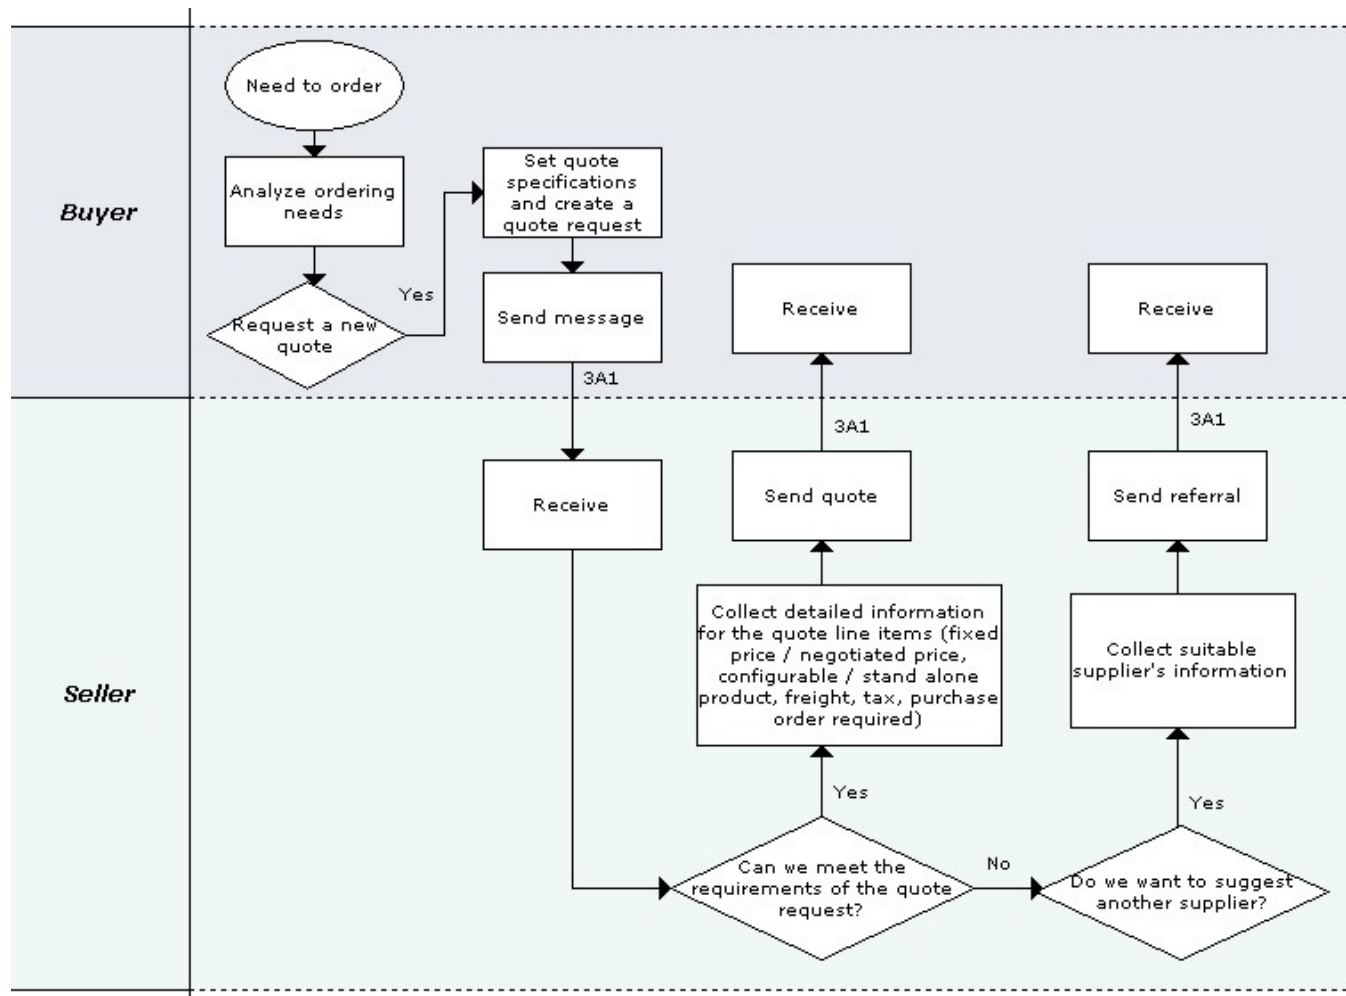 Need to order
Buyer
Analyze ordering
needs
Request a new
quote
Yes
Set quote
specifications
and create a
quote request
Send message
3A1
Receive
Receive
Seller
Receive
3A1
Send quote
3A1
Send referral
Collect detailed information
for the quote line items (fixed
price / negotiated price,
configurable / stand alone
product, freight, tax, purchase
order required)
Collect suitable
supplier's information
Yes
Yes
Can we meet the
requirements of the quote
request?
No
Do we want to suggest
another supplier?